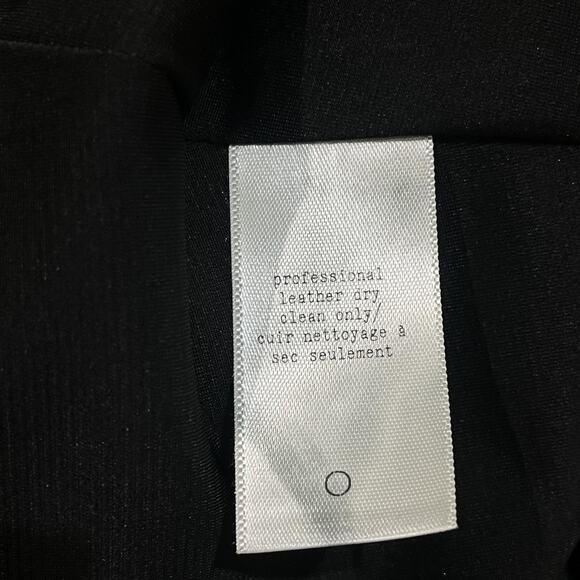 professional
leather dry
clean only/
cuir nettoyage à
sec seulement